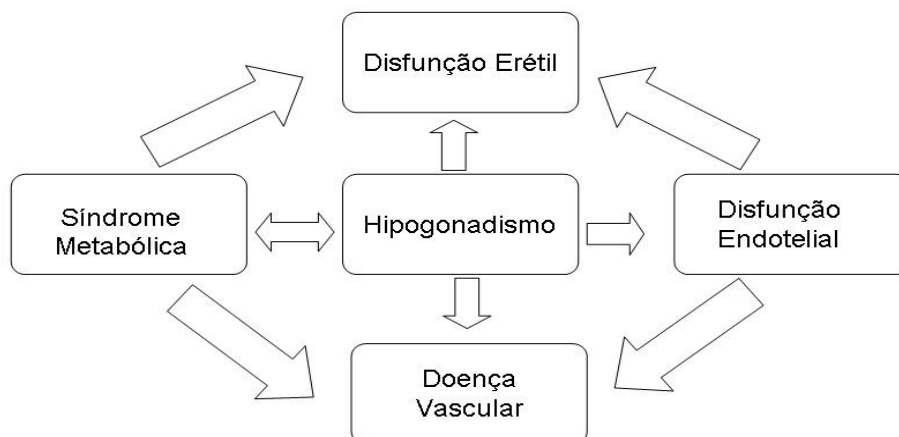 Disfunção Erétil
Síndrome
Metabólica
Hipogonadismo
Disfunção
Endotelial
Doença
Vascular